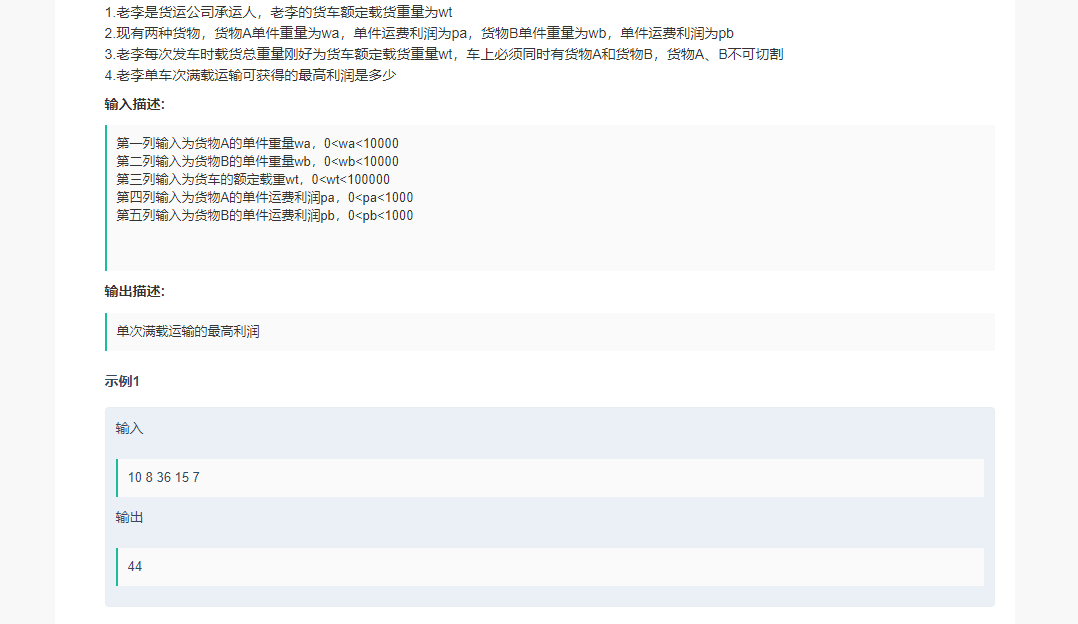 1.老李是货运公司承运人，老李的货车额定载货重量为wt
2.现有两种货物，货物A单件重量为wa，单件运费利润为pa，货物B单件重量为wb，单件运费利润为pb
3.老李每次发车时载货总重量刚好为货车额定载货重量wt，车上必须同时有货物A和货物B，货物A、B不可切割
4.老李单车次满载运输可获得的最高利润是多少
输入描述:
第一列输入为货物A的单件重量wa，0<wa<10000
第二列输入为货物B的单件重量wb，0<wb<10000
第三列输入为货车的额定载重wt，0<wt<100000
第四列输入为货物A的单件运费利润pa，0<pa<1000
第五列输入为货物B的单件运费利润pb，0<pb<1000
输出描述:
单次满载运输的最高利润
示例1
输入
10 8 36 15 7
输出
44